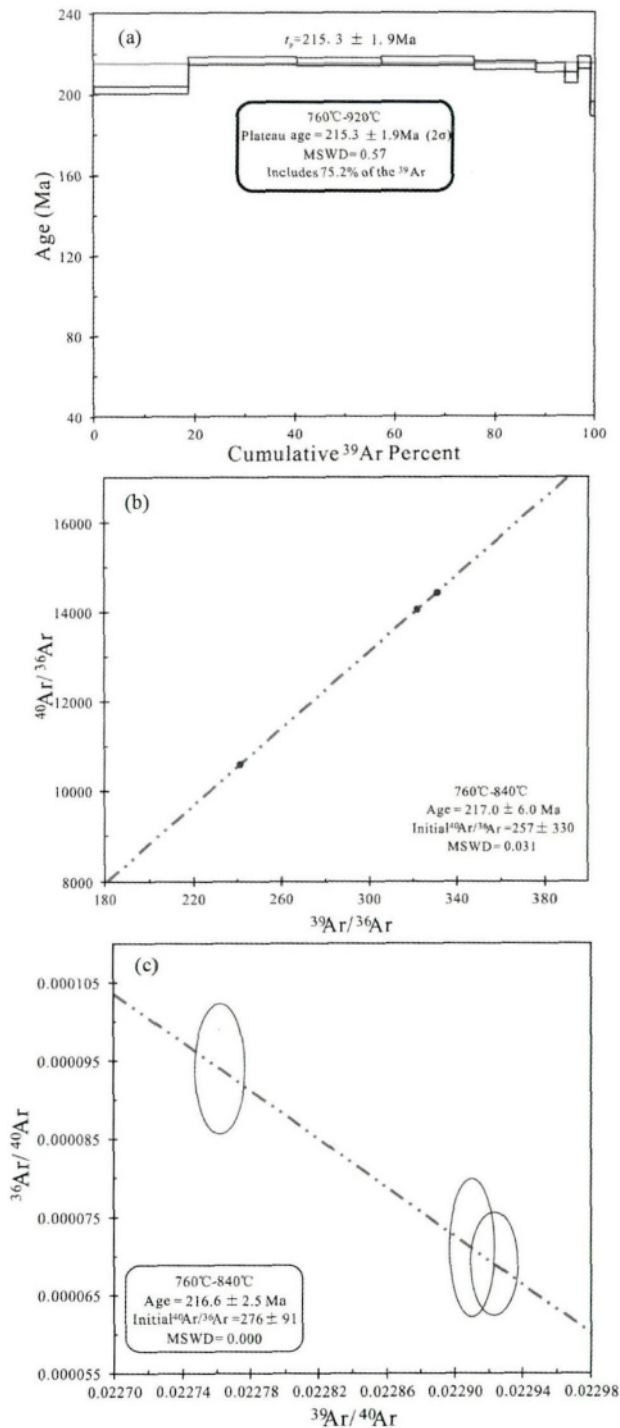 240
200
160
120
80
40
Age (Ma)
(a)
tp=215.3 ± 1.9Ma
760℃-920℃
Plateau age = 215.3 ± 1.9Ma (2σ)
MSWD = 0.57
Includes 75.2% of the ³⁹Ar
0 20 40 60 80 100
Cumulative ³⁹Ar Percent
(b)
16000
14000
12000
10000
8000
⁴⁰Ar/³⁶Ar
760℃-840℃
Age = 217.0 ± 6.0 Ma
Initial⁴⁰Ar/³⁶Ar =257 ± 330
MSWD = 0.031
180 220 260 300 340 380
³⁹Ar/³⁶Ar
(c)
0.000105
0.000095
0.000085
0.000075
0.000065
0.000055
³⁶Ar/⁴⁰Ar
760℃-840℃
Age = 216.6 ± 2.5 Ma
Initial⁴⁰Ar/³⁶Ar = 276 ± 91
MSWD = 0.000
0.02270 0.02274 0.02278 0.02282 0.02286 0.02290 0.02294 0.02298
³⁹Ar/⁴⁰Ar